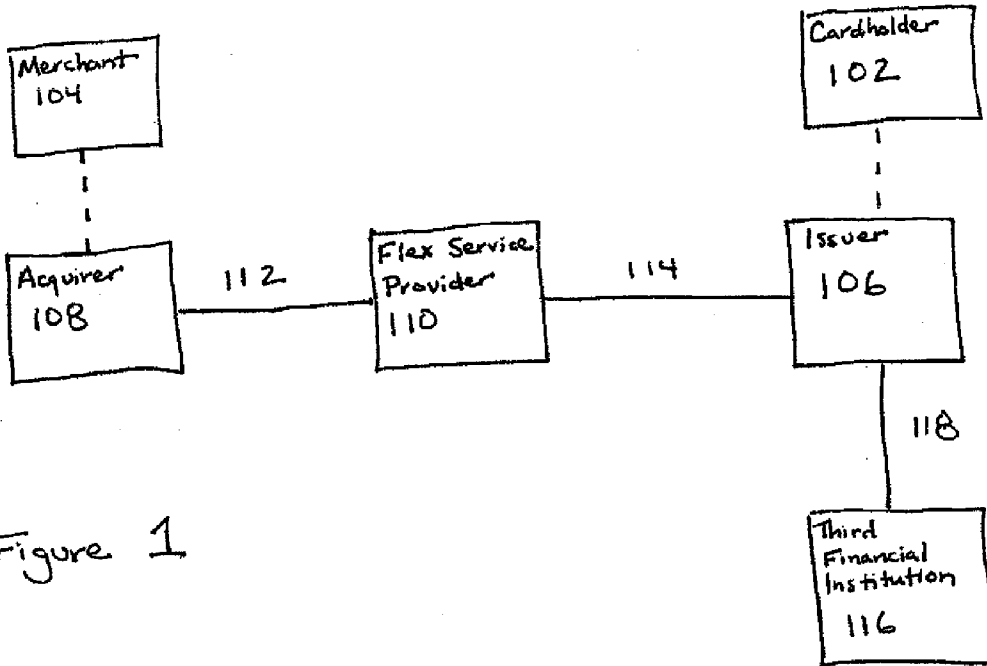 Merchant
104
Cardholder
102
Acquirer
108
112
Flex Service
Provider
110
114
Issuer
106
118
Third
Financial
Institution
116
Figure 1